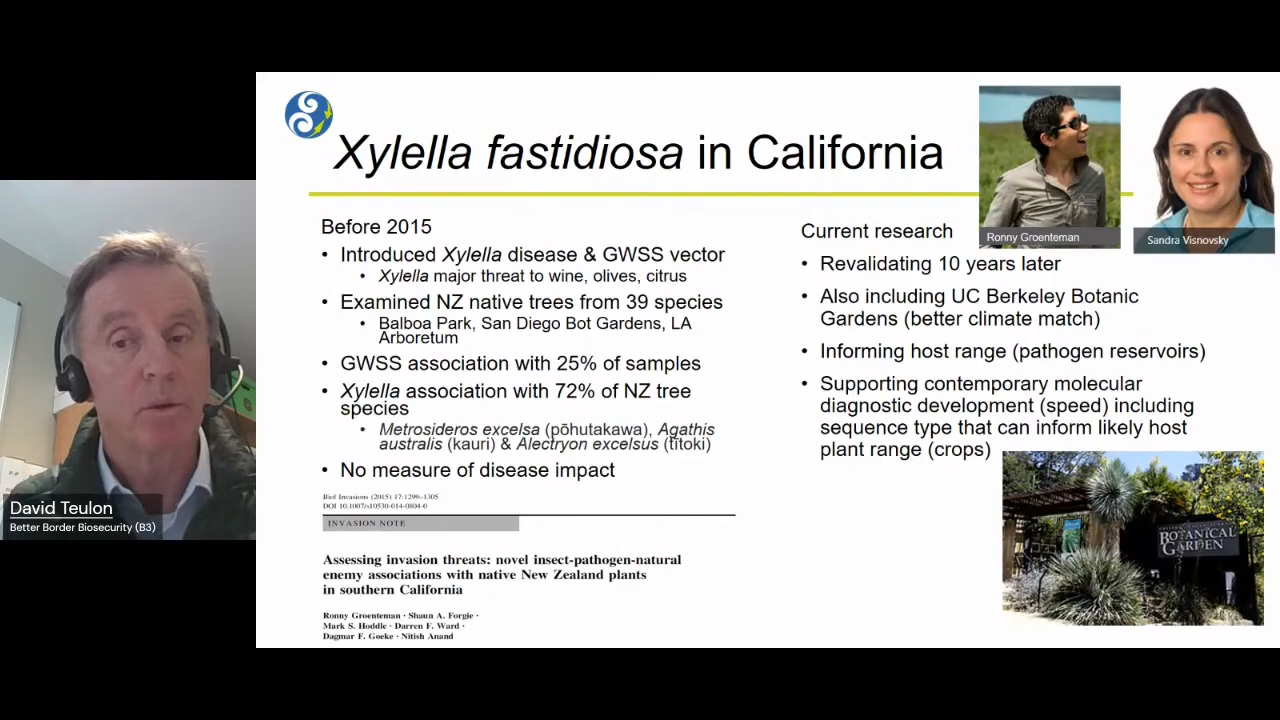 Xylella fastidiosa in California
Ronny Groenteman
Sandra Visnovsky
Before 2015
• Introduced Xylella disease & GWSS vector
• Xylella major threat to wine, olives, citrus
• Examined NZ native trees from 39 species
• Balboa Park, San Diego Bot Gardens, LA
Arboretum
• GWSS association with 25% of samples
• Xylella association with 72% of NZ tree
species
• Metrosideros excelsa (pōhutakawa), Agathis
australis (kauri) & Alectryon excelsus (tītoki)
• No measure of disease impact
Biol Invasions (2015) 17:1299–1305
DOI 10.1007/s10530-014-0804-0
INVASION NOTE
Assessing invasion threats: novel insect-pathogen-natural
enemy associations with native New Zealand plants
in southern California
Ronny Groenteman · Shaun A. Forgie ·
Mark S. Hoddle · Darren F. Ward ·
Dagmar F. Goeke · Nitish Anand
Current research
• Revalidating 10 years later
• Also including UC Berkeley Botanic
Gardens (better climate match)
• Informing host range (pathogen reservoirs)
• Supporting contemporary molecular
diagnostic development (speed) including
sequence type that can inform likely host
plant range (crops)
BOTANICAL
GARDEN
David Teulon
Better Border Biosecurity (B3)